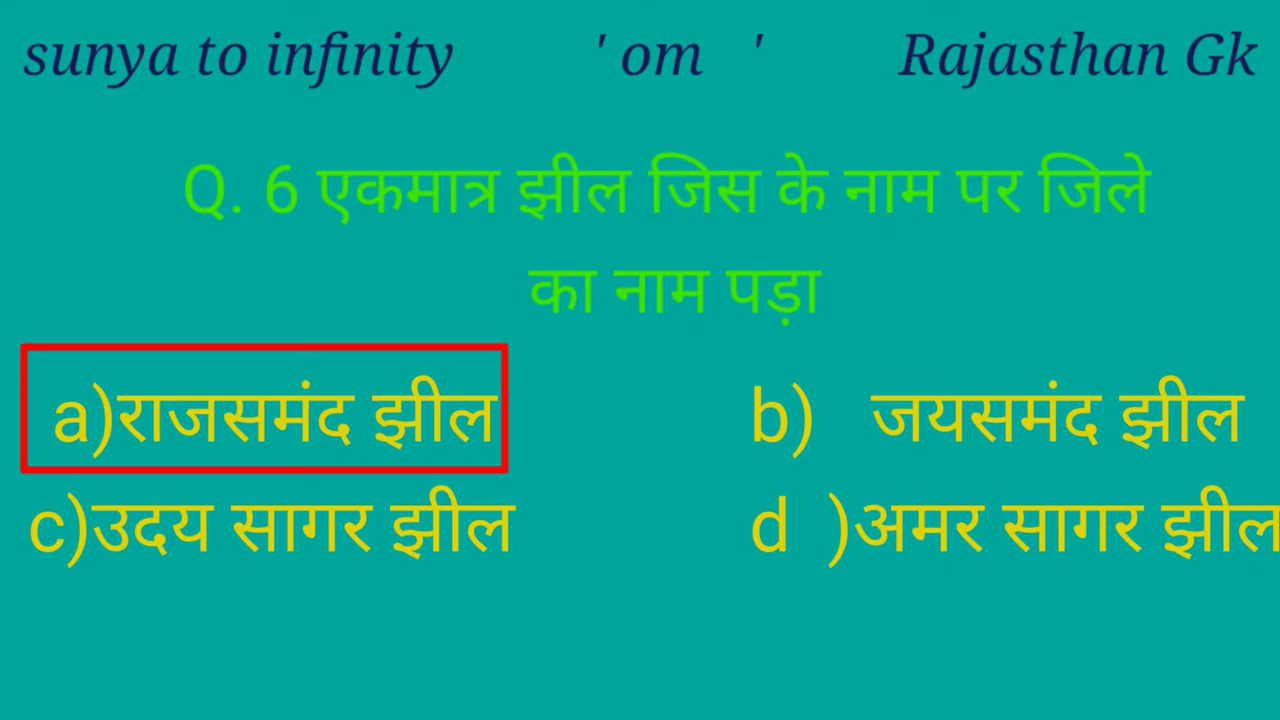 sunya to infinity ' om ' Rajasthan Gk
Q. 6 एकमात्र झील जिस के नाम पर जिले
का नाम पड़ा
a)राजसमंद झील b) जयसमंद झील
c)उदय सागर झील d )अमर सागर झील